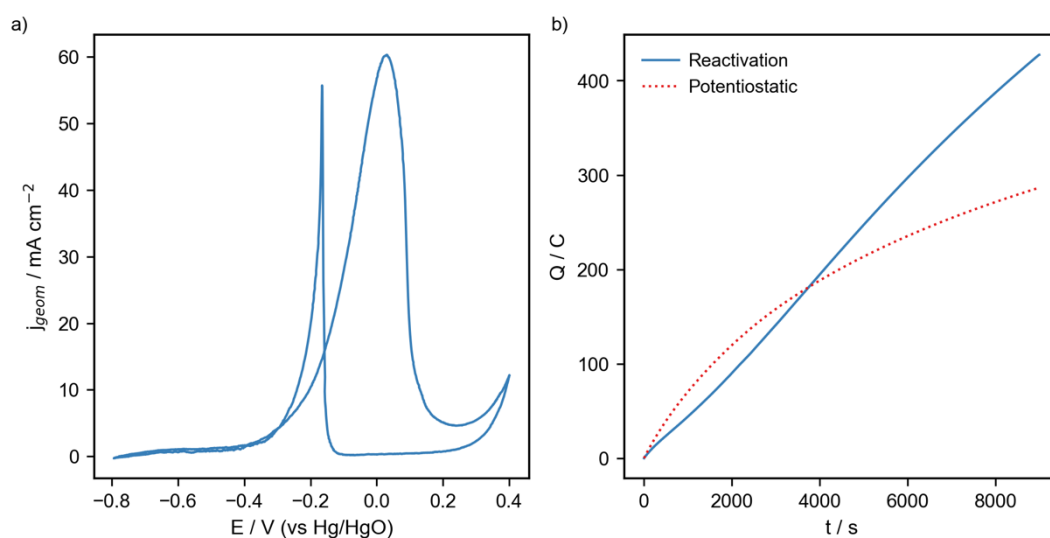 a)
60
50
40
30
20
10
0
j_geom / mA cm⁻²
−0.8 −0.6 −0.4 −0.2 0.0 0.2 0.4
E / V (vs Hg/HgO)
b)
Reactivation
Potentiostatic
400
300
200
100
0
Q / C
0 2000 4000 6000 8000
t / s